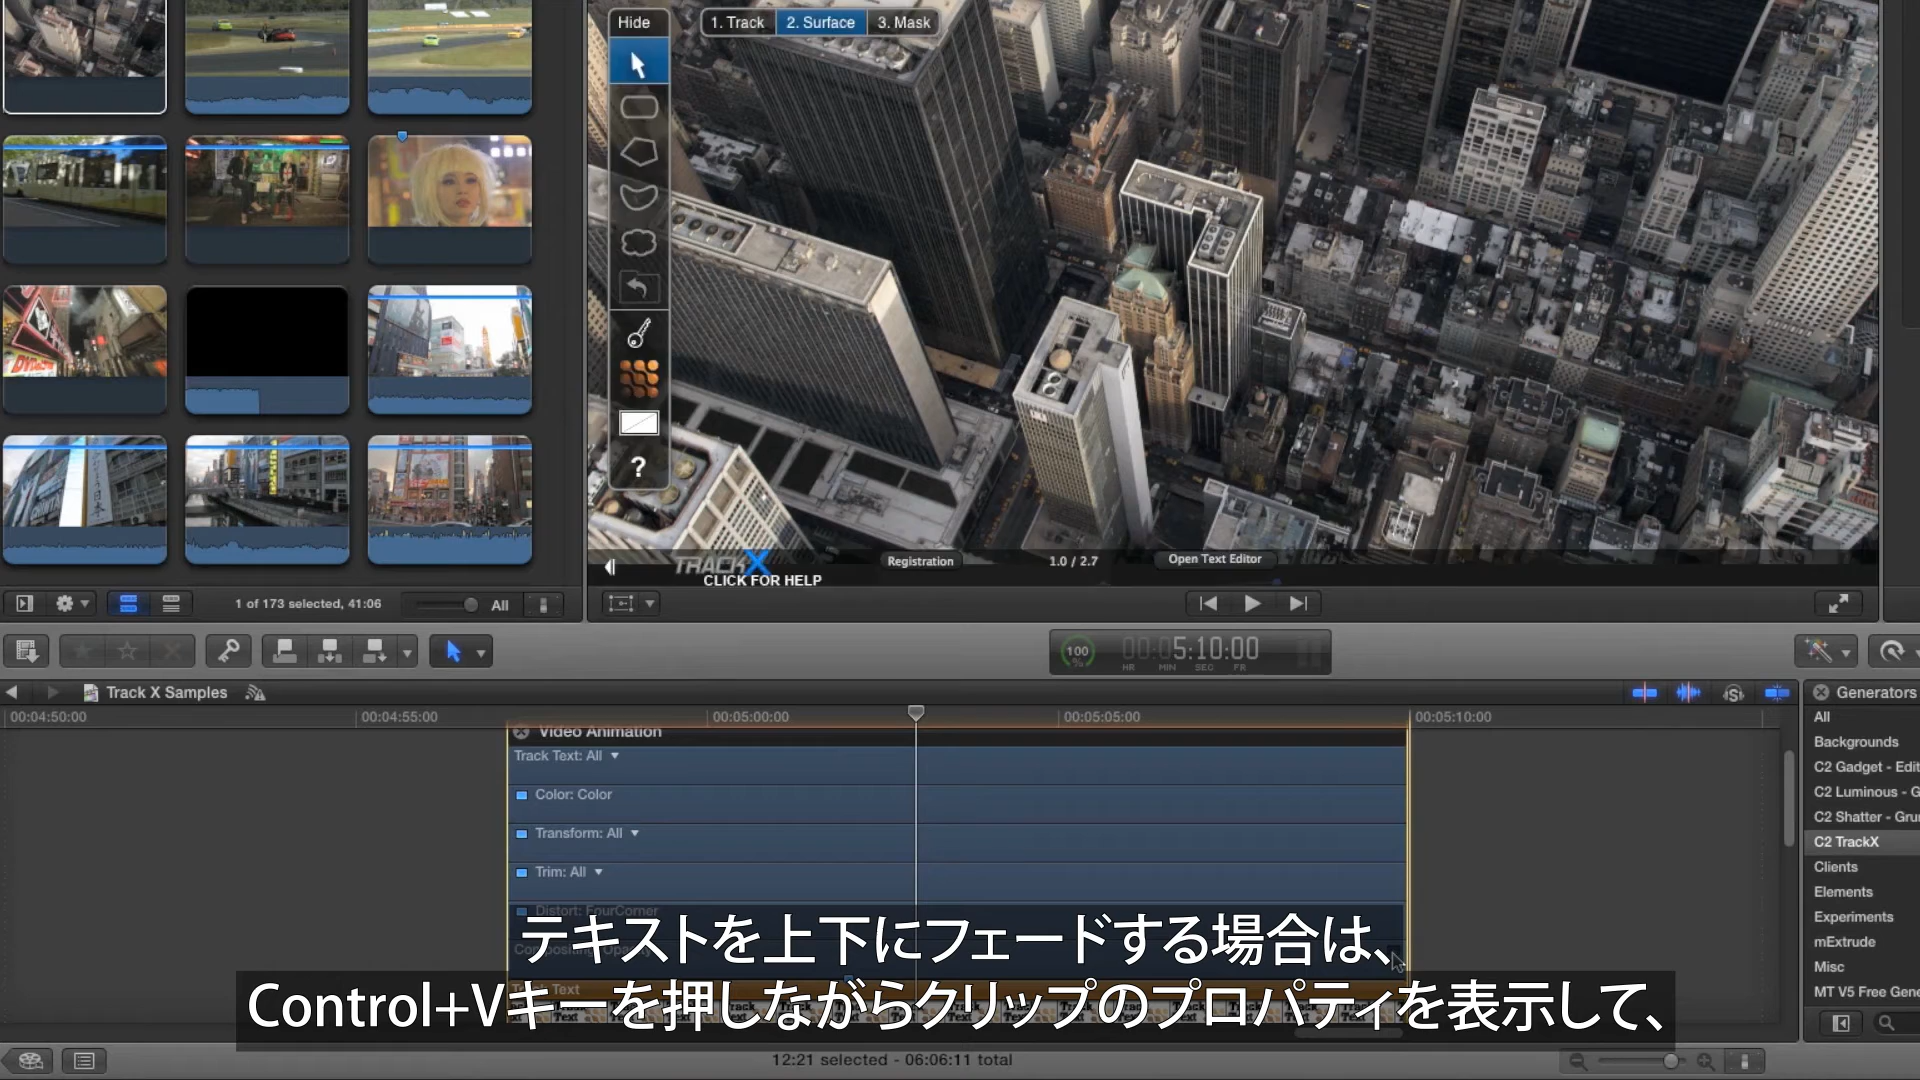 Hide
1. Track 2. Surface 3. Mask
?
TRACKX
CLICK FOR HELP
Registration
1.0 / 2.7
Open Text Editor
1 of 173 selected, 41:06
All
100
%
00:05:10:00
HR MIN SEC FR
Track X Samples
00:04:50:00
00:04:55:00
00:05:00:00
00:05:05:00
00:05:10:00
Video Animation
Track Text: All
Color: Color
Transform: All
Trim: All
Distort: FourCorner
テキストを上下にフェードする場合は、
Control+Vキーを押しながらクリップのプロパティを表示して、
Generators
All
Backgrounds
C2 Gadget - Edit
C2 Luminous - G
C2 Shatter - Gru
C2 TrackX
Clients
Elements
Experiments
mExtrude
Misc
MT V5 Free Gene
12:21 selected - 06:06:11 total